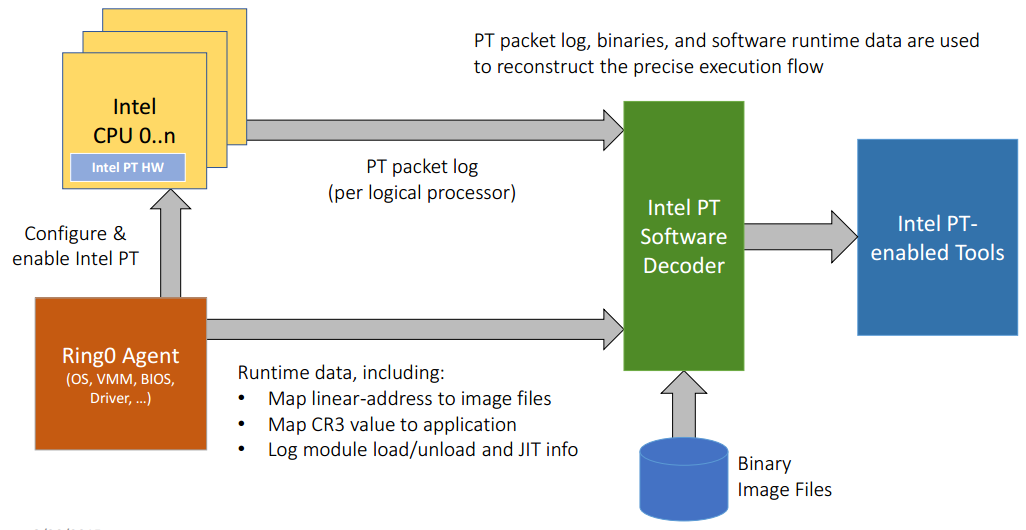 PT packet log, binaries, and software runtime data are used
to reconstruct the precise execution flow
Intel
CPU 0..n
Intel PT HW
PT packet log
(per logical processor)
Configure &
enable Intel PT
Intel PT
Software
Decoder
Intel PT-
enabled Tools
Ring0 Agent
(OS, VMM, BIOS,
Driver, …)
Runtime data, including:
• Map linear-address to image files
• Map CR3 value to application
• Log module load/unload and JIT info
Binary
Image Files